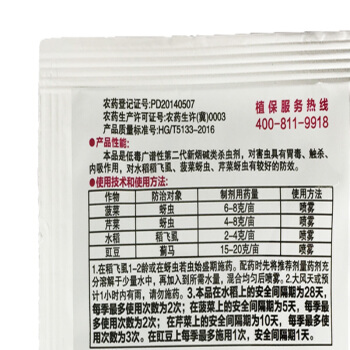 农药登记证号:PD20140507
农药生产许可证号:农药生许(冀)0003
产品质量标准号:HG/T5133-2016
植保服务热线
400-811-9918
●产品性能:
本品是低毒广谱性第二代新烟碱类杀虫剂，对害虫具有胃毒、触杀、
内吸作用，对水稻稻飞虱、菠菜蚜虫、芹菜蚜虫有较好的防效。
●使用技术和使用方法:
作物 防治对象 制剂用药量 使用方法
菠菜 蚜虫 6–8克/亩 喷雾
芹菜 蚜虫 4–8克/亩 喷雾
水稻 稻飞虱 2–4克/亩 喷雾
豇豆 蓟马 15–20克/亩 喷雾
1.在稻飞虱1-2龄或在蚜虫若虫始盛期施药。配药时先将推荐剂量药剂充
分溶解于少量水中，再加入到所需水量，混合均匀后喷雾。2.大风天或预
计1小时内有雨，请勿施药。3.本品在水稻上的安全间隔期为28天，
每季最多使用次数为2次；在菠菜上的安全间隔期为5天，每季最
多使用次数为2次；在芹菜上的安全间隔期为10天，每季最多使用
次数为3次。在豇豆上每季最多施用1次，安全间隔期1天。